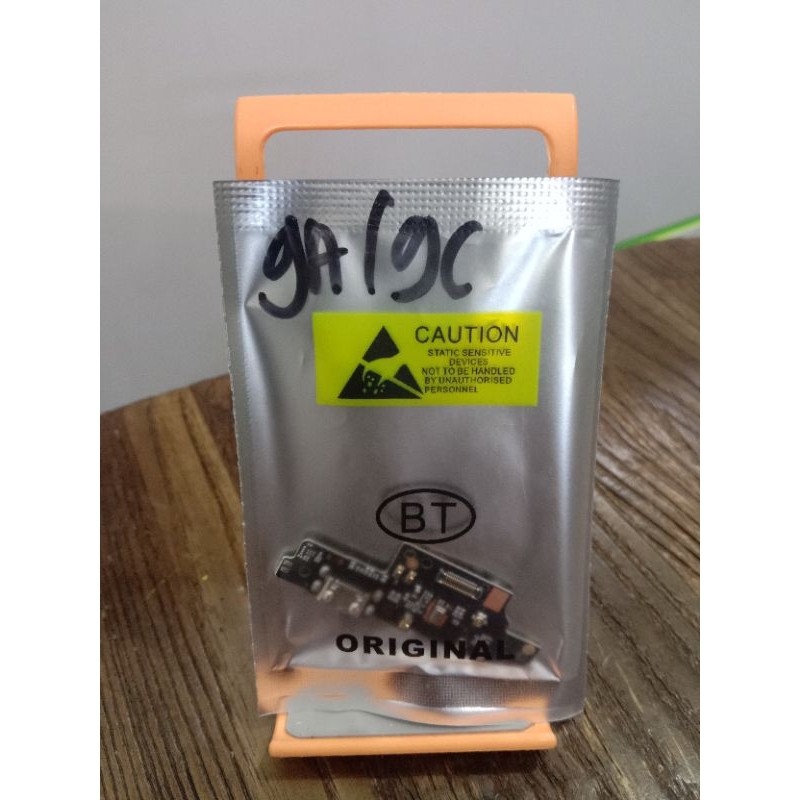 9A/9C
CAUTION
STATIC SENSITIVE
DEVICES
NOT TO BE HANDLED
BY UNAUTHORISED
PERSONNEL
BT
ORIGINAL